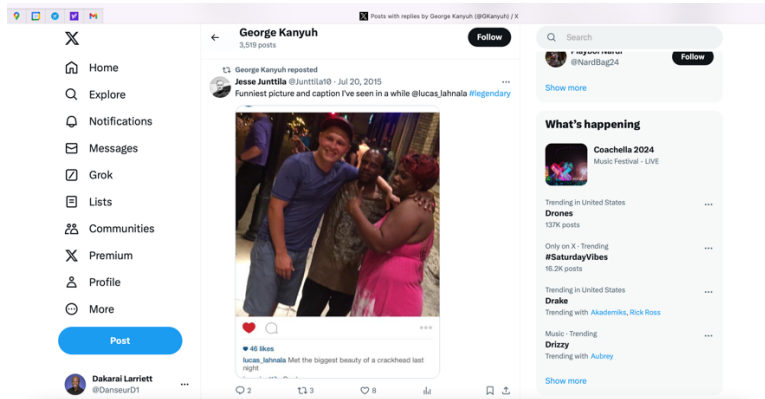 Posts with replies by George Kanyuh (@GKanyuh) / X
X
Home
Explore
Notifications
Messages
Grok
Lists
Communities
Premium
Profile
More
Post
Dakarai Larriett
@DanseurD1
George Kanyuh
3,519 posts
Follow
George Kanyuh reposted
Jesse Junttila @Junttila10 · Jul 20, 2015
Funniest picture and caption I've seen in a while @lucas_lahnala #legendary
46 likes
lucas_lahnala Met the biggest beauty of a crackhead last
night
2
3
8
Search
@NardBag24
Follow
Show more
What's happening
Coachella 2024
Music Festival · LIVE
Trending in United States
Drones
137K posts
Only on X · Trending
#SaturdayVibes
16.2K posts
Trending in United States
Drake
Trending with Akademiks, Rick Ross
Music · Trending
Drizzy
Trending with Aubrey
Show more